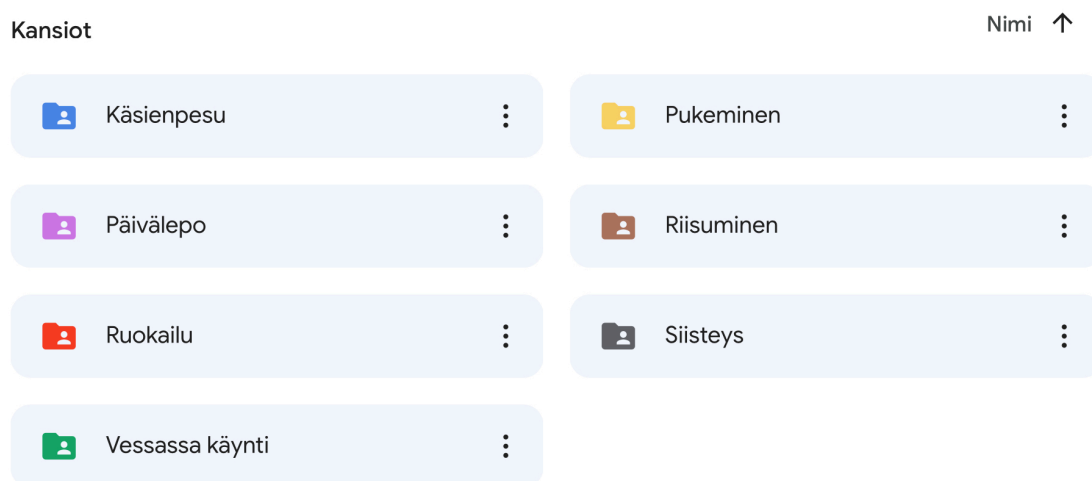 Kansiot
Nimi
Käsienpesu
Pukeminen
Päivälepo
Riisuminen
Ruokailu
Siisteys
Vessassa käynti